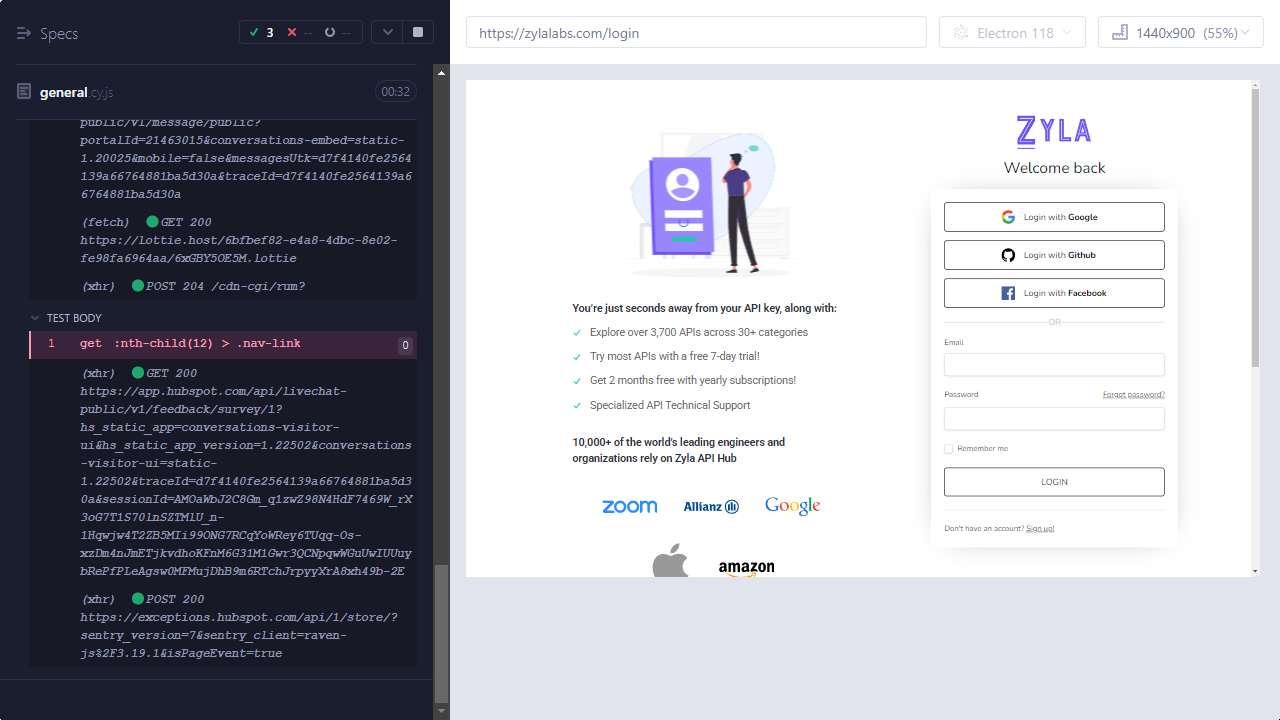 Specs
3
--
--
https://zylalabs.com/login
Electron 118
1440x900 (55%)
general.cy.js
00:32
public/v1/message/public?
portalId=21463015&conversations-embed=static-
1.20025&mobile=false&messagesUtk=d7f4140fe2564
139a66764881ba5d30a&traceId=d7f4140fe2564139a6
6764881ba5d30a
(fetch) GET 200
https://lottie.host/6bfbef82-e4a8-4dbc-8e02-
fe98fa6964aa/6xGBY5OE5M.lottie
(xhr) POST 204 /cdn-cgi/rum?
TEST BODY
1 get :nth-child(12) > .nav-link 0
(xhr) GET 200
https://app.hubspot.com/api/livechat-
public/v1/feedback/survey/1?
hs_static_app=conversations-visitor-
ui&hs_static_app_version=1.22502&conversations
-visitor-ui=static-
1.22502&traceId=d7f4140fe2564139a66764881ba5d3
0a&sessionId=AMOaWbJ2C8Gm_q1zwZ98N4HdF7469W_rX
3oG7T1S70lnSZTMlU_n-
1Hqwjw4T2ZB5MIi99ONG7RCqYoWRey6TUqq-Os-
xzDm4nJmETjkvdhoKFnM6G31M1Gwr3QCNpqwWGuUwIUUuy
bRePfPLeAgsw0MFMujDhB9m6RTchJrpyyXrA8xh49b-2E
(xhr) POST 200
https://exceptions.hubspot.com/api/1/store/?
sentry_version=7&sentry_client=raven-
js%2F3.19.1&isPageEvent=true
You're just seconds away from your API key, along with:
Explore over 3,700 APIs across 30+ categories
Try most APIs with a free 7-day trial!
Get 2 months free with yearly subscriptions!
Specialized API Technical Support
10,000+ of the world's leading engineers and
organizations rely on Zyla API Hub
zoom
Allianz
Google
amazon
ZYLA
Welcome back
Login with Google
Login with Github
Login with Facebook
OR
Email
Password
Forgot password?
Remember me
LOGIN
Don't have an account? Sign up!